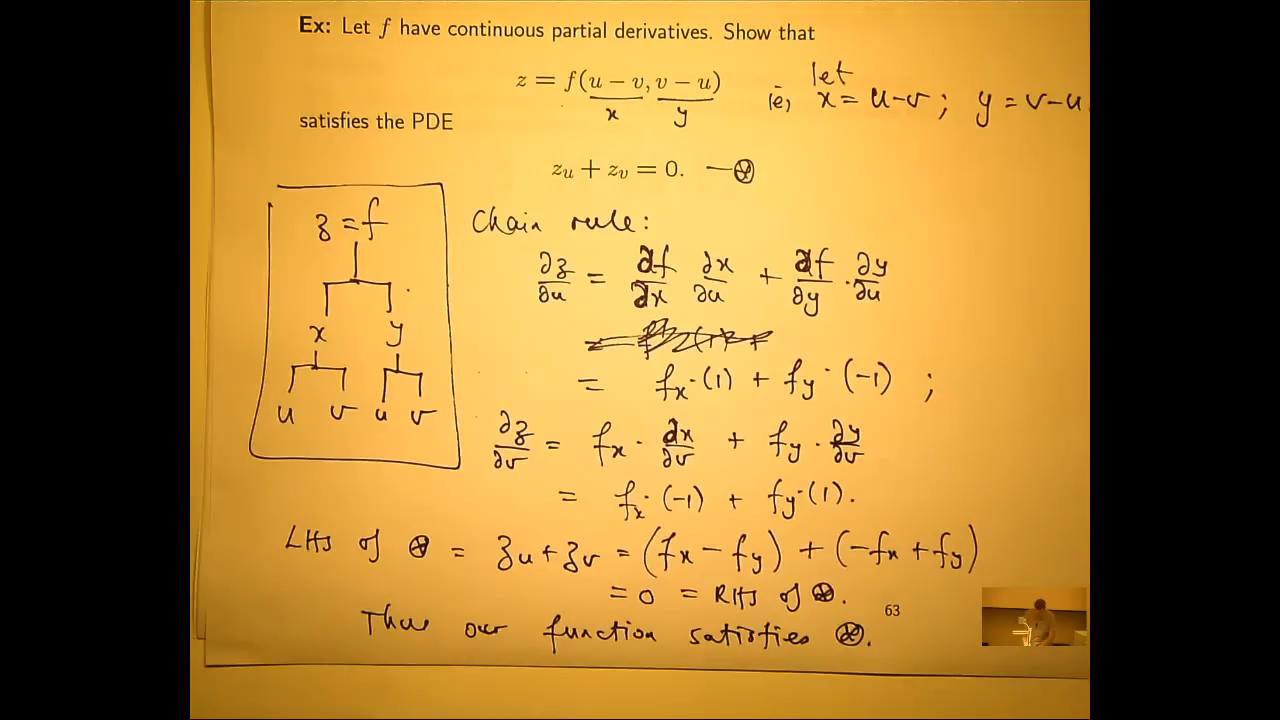 Ex: Let f have continuous partial derivatives. Show that
z = f(u − v, v − u)
x y
ie, let x = u-v ; y = v-u.
satisfies the PDE
z_u + z_v = 0. —⊛
z = f
x y
u v u v
Chain rule:
∂z/∂u = ∂f/∂x ∂x/∂u + ∂f/∂y · ∂y/∂u
= f_x · (1) + f_y · (-1) ;
∂z/∂v = f_x · ∂x/∂v + f_y · ∂y/∂v
= f_x · (-1) + f_y · (1).
LHS of ⊛ = z_u + z_v = (f_x - f_y) + (-f_x + f_y)
= 0 = RHS of ⊛.
63
Thus our function satisfies ⊛.